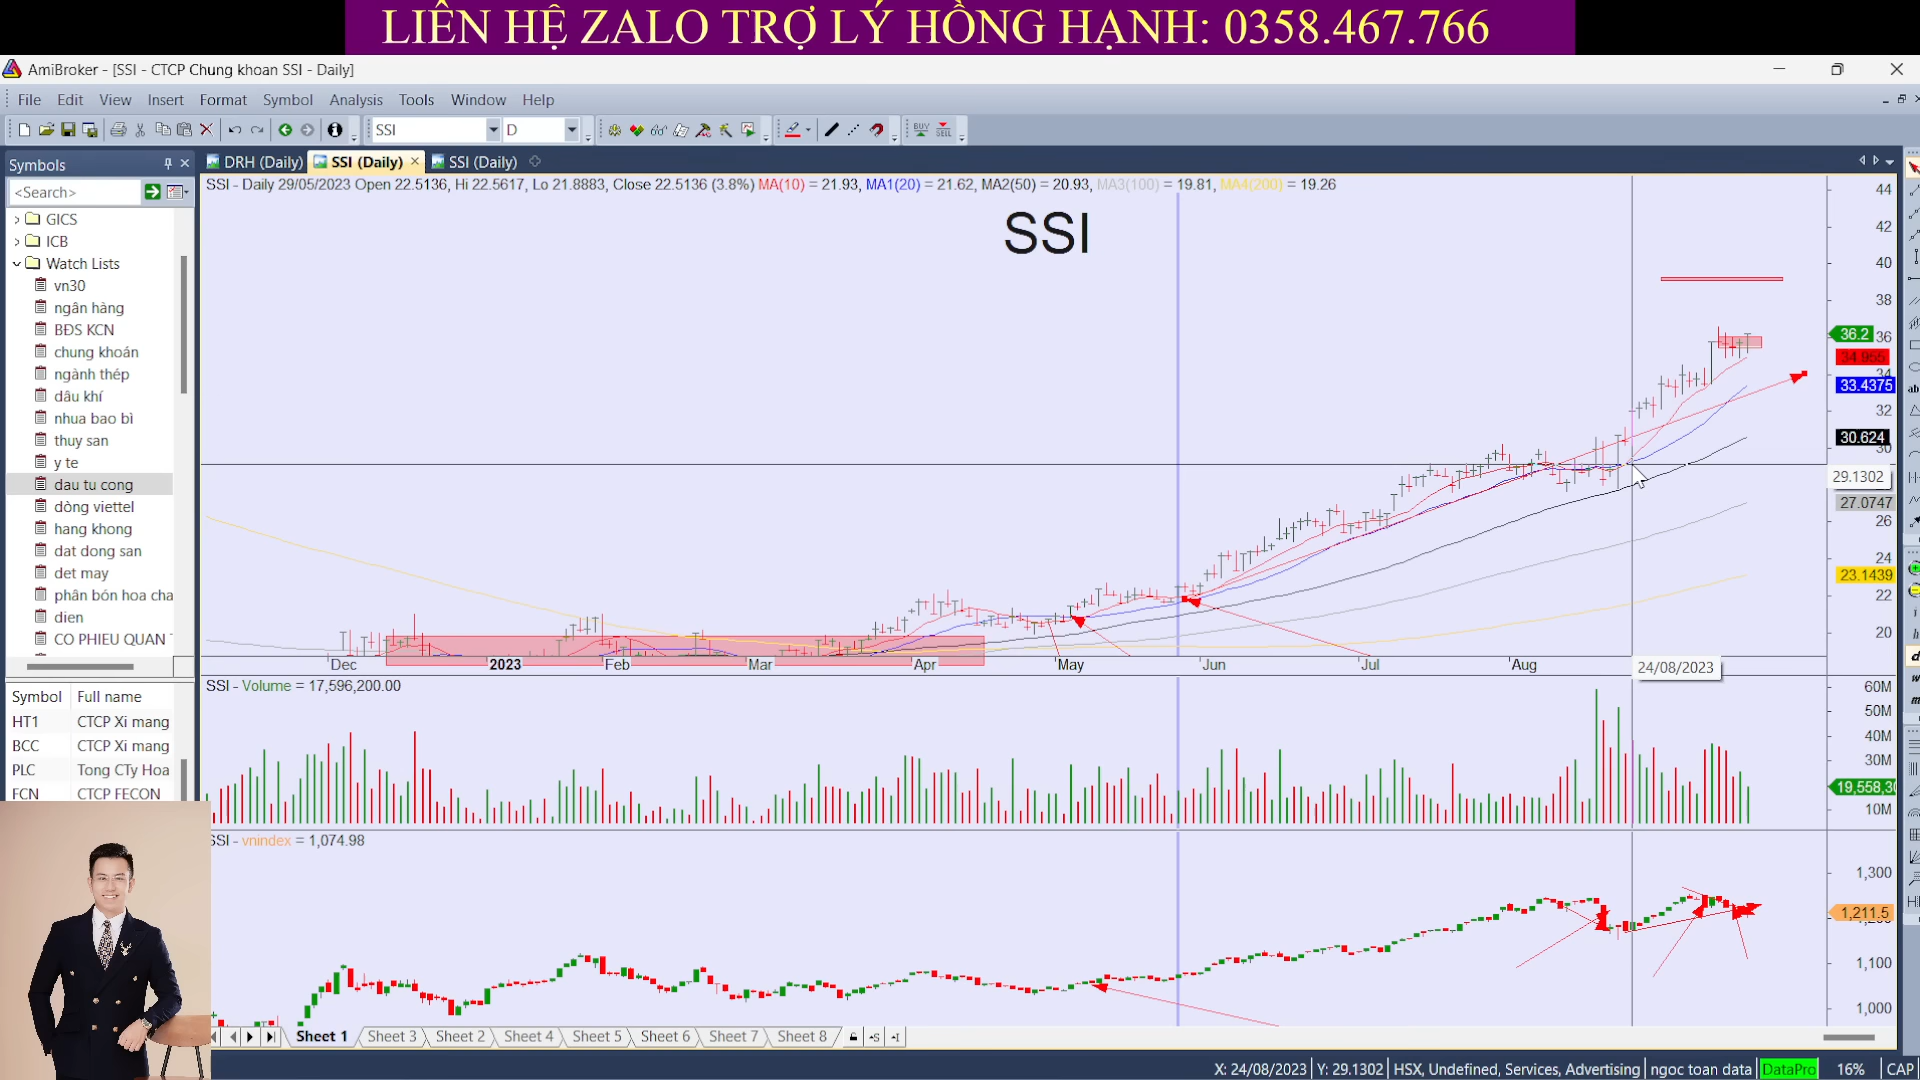 LIÊN HỆ ZALO TRỢ LÝ HỒNG HẠNH: 0358.467.766
AmiBroker - [SSI - CTCP Chung khoan SSI - Daily]
File Edit View Insert Format Symbol Analysis Tools Window Help
SSI D BUY SELL
Symbols
DRH (Daily) SSI (Daily) SSI (Daily)
<Search>
SSI - Daily 29/05/2023 Open 22.5136, Hi 22.5617, Lo 21.8883, Close 22.5136 (3.8%) MA(10) = 21.93, MA1(20) = 21.62, MA2(50) = 20.93, MA3(100) = 19.81, MA4(200) = 19.26
GICS
ICB
Watch Lists
vn30
ngân hàng
BĐS KCN
chung khoán
ngành thép
dâu khí
nhua bao bì
thuy san
y te
dau tu cong
dòng viettel
hang khong
dat dong san
det may
phân bón hoa cha
dien
CO PHIEU QUAN
SSI
44
42
40
38
36
36.2
34.955
34
33.4375
32
30.624
30
29.1302
27.0747
26
24
23.1439
22
20
Dec 2023 Feb Mar Apr May Jun Jul Aug 24/08/2023
Symbol Full name
HT1 CTCP Xi mang
BCC CTCP Xi mang
PLC Tong CTy Hoa
FCN CTCP FECON
SSI - Volume = 17,596,200.00
60M
50M
40M
30M
19,558,30
10M
SSI - vnindex = 1,074.98
1,300
1,211.5
1,100
1,000
Sheet 1 Sheet 3 Sheet 2 Sheet 4 Sheet 5 Sheet 6 Sheet 7 Sheet 8
X: 24/08/2023 Y: 29.1302 HSX, Undefined, Services, Advertising ngoc toan data DataPro 16% CAP